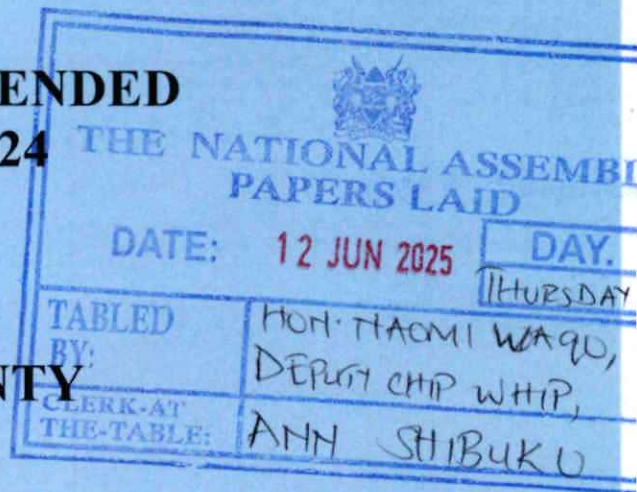 ENDED
24
THE NATIONAL ASSEMBL
PAPERS LAID
DATE: 12 JUN 2025 DAY.
THURSDAY
TABLED BY: HON. NAOMI WAQO,
DEPUTY CHIP WHIP,
NTY
CLERK-AT THE-TABLE: ANN SHIBUKU